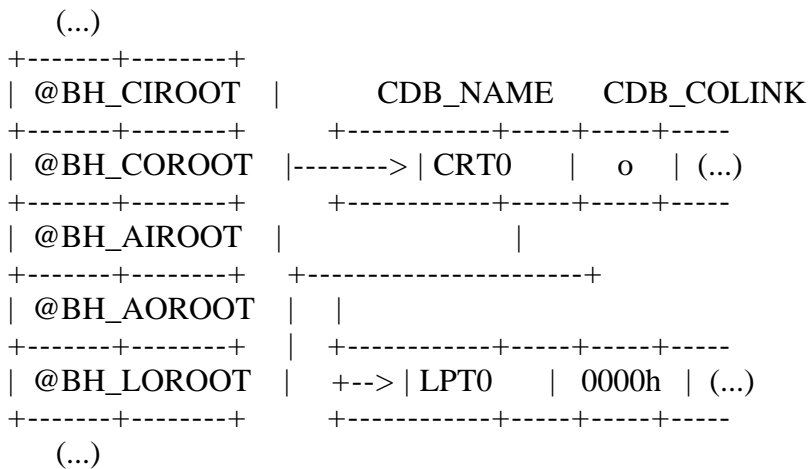 (...)
+-------+--------+
| @BH_CIROOT | CDB_NAME CDB_COLINK
+-------+--------+ +------------+-----+-----+-----
| @BH_COROOT |--------> | CRT0 | o | (...)
+-------+--------+ +------------+-----+-----+-----
| @BH_AIROOT | |
+-------+--------+ +-----------------------+
| @BH_AOROOT | |
+-------+--------+ | +------------+-----+-----+-----
| @BH_LOROOT | +--> | LPT0 | 0000h | (...)
+-------+--------+ +------------+-----+-----+-----
(...)